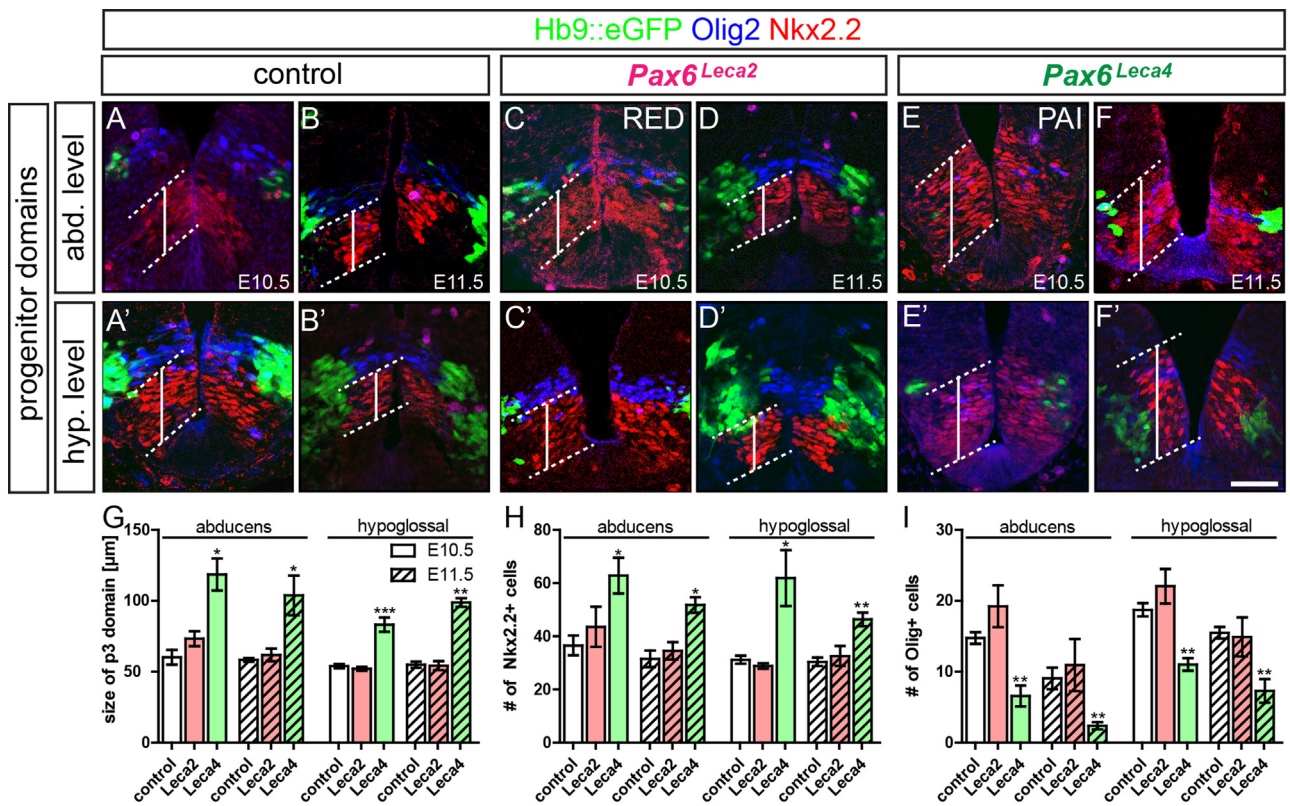 Hb9::eGFP Olig2 Nkx2.2
control
Pax6 Leca2
Pax6 Leca4
progenitor domains
abd. level
hyp. level
A
E10.5
B
E11.5
C
RED
E10.5
D
E11.5
E
PAI
E10.5
F
E11.5
A'
B'
C'
D'
E'
F'
G
abducens
hypoglossal
E10.5
E11.5
size of p3 domain [µm]
150
100
50
0
control
Leca2
Leca4
control
Leca2
Leca4
control
Leca2
Leca4
control
Leca2
Leca4
*
*
***
**
H
abducens
hypoglossal
# of Nkx2.2+ cells
80
60
40
20
0
control
Leca2
Leca4
control
Leca2
Leca4
control
Leca2
Leca4
control
Leca2
Leca4
*
*
*
**
I
abducens
hypoglossal
# of Olig+ cells
30
20
10
0
control
Leca2
Leca4
control
Leca2
Leca4
control
Leca2
Leca4
control
Leca2
Leca4
**
**
**
**